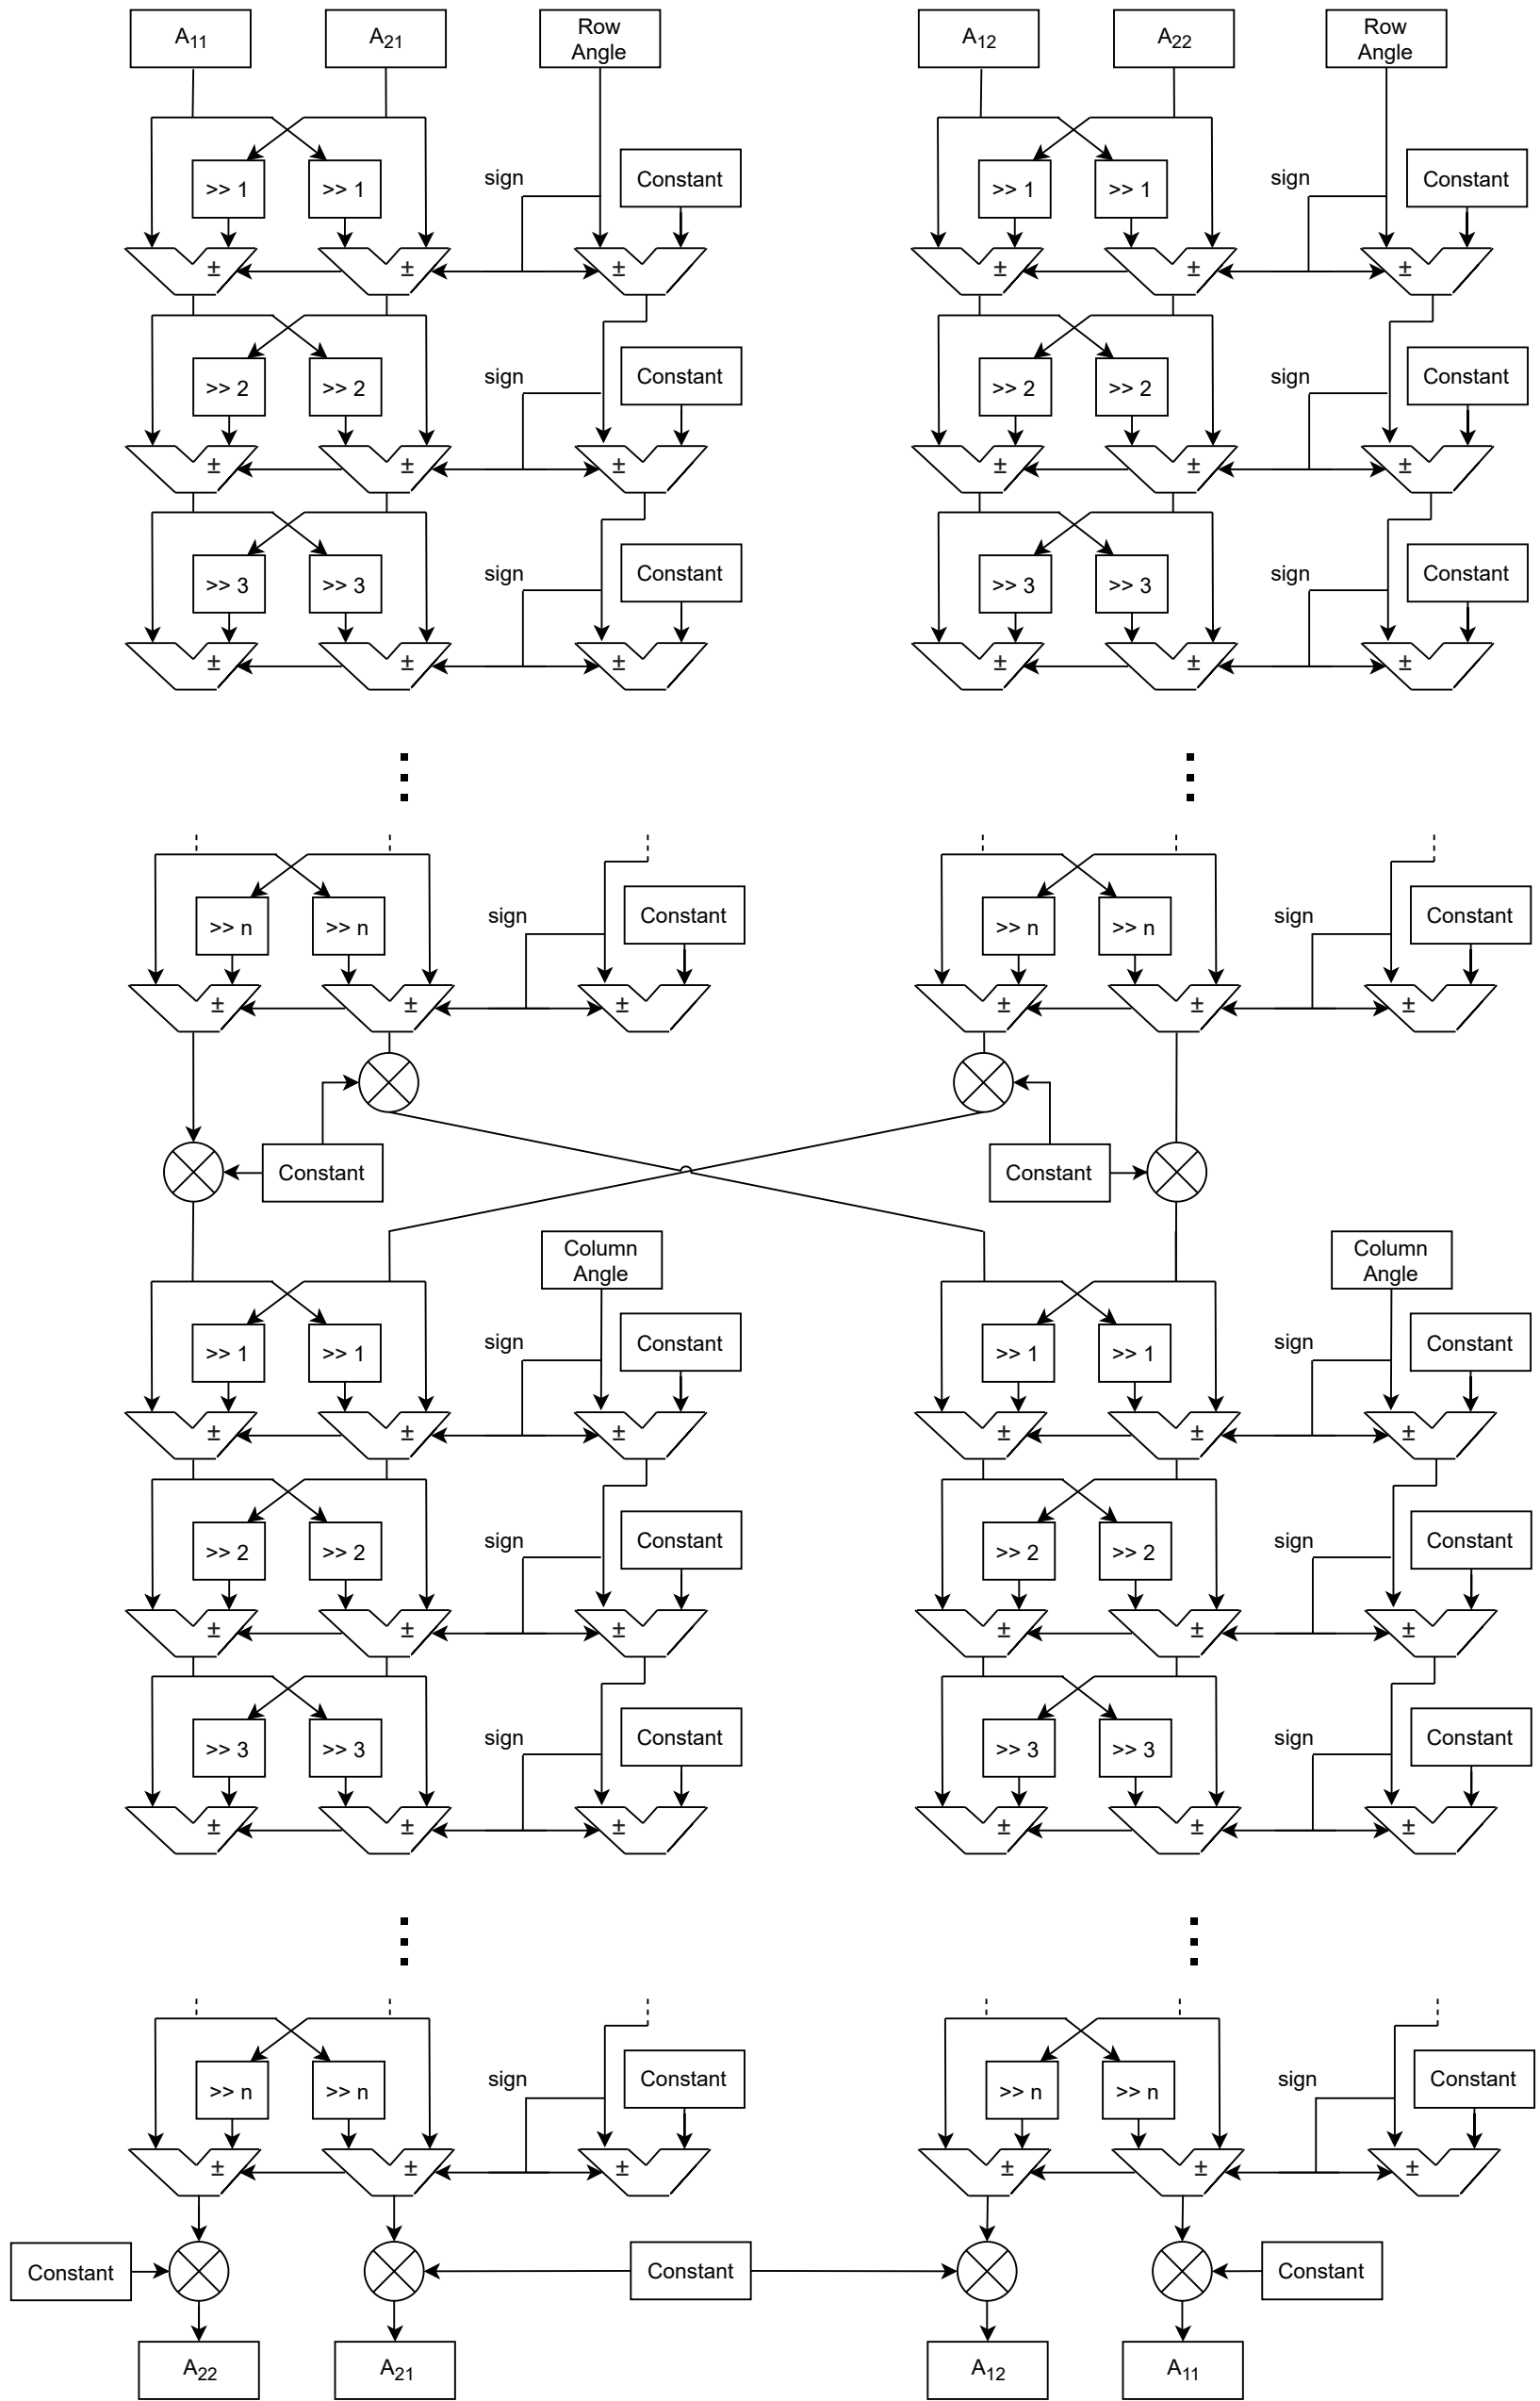 A11 A21 Row Angle A12 A22 Row Angle
sign Constant sign Constant
>> 1 >> 1 >> 1 >> 1
± ± ± ± ± ±
sign Constant sign Constant
>> 2 >> 2 >> 2 >> 2
± ± ± ± ± ±
sign Constant sign Constant
>> 3 >> 3 >> 3 >> 3
± ± ± ± ± ±
sign Constant sign Constant
>> n >> n >> n >> n
± ± ± ± ± ±
Constant Constant
Column Angle Column Angle
sign Constant sign Constant
>> 1 >> 1 >> 1 >> 1
± ± ± ± ± ±
sign Constant sign Constant
>> 2 >> 2 >> 2 >> 2
± ± ± ± ± ±
sign Constant sign Constant
>> 3 >> 3 >> 3 >> 3
± ± ± ± ± ±
sign Constant sign Constant
>> n >> n >> n >> n
± ± ± ± ± ±
Constant Constant Constant
A22 A21 A12 A11